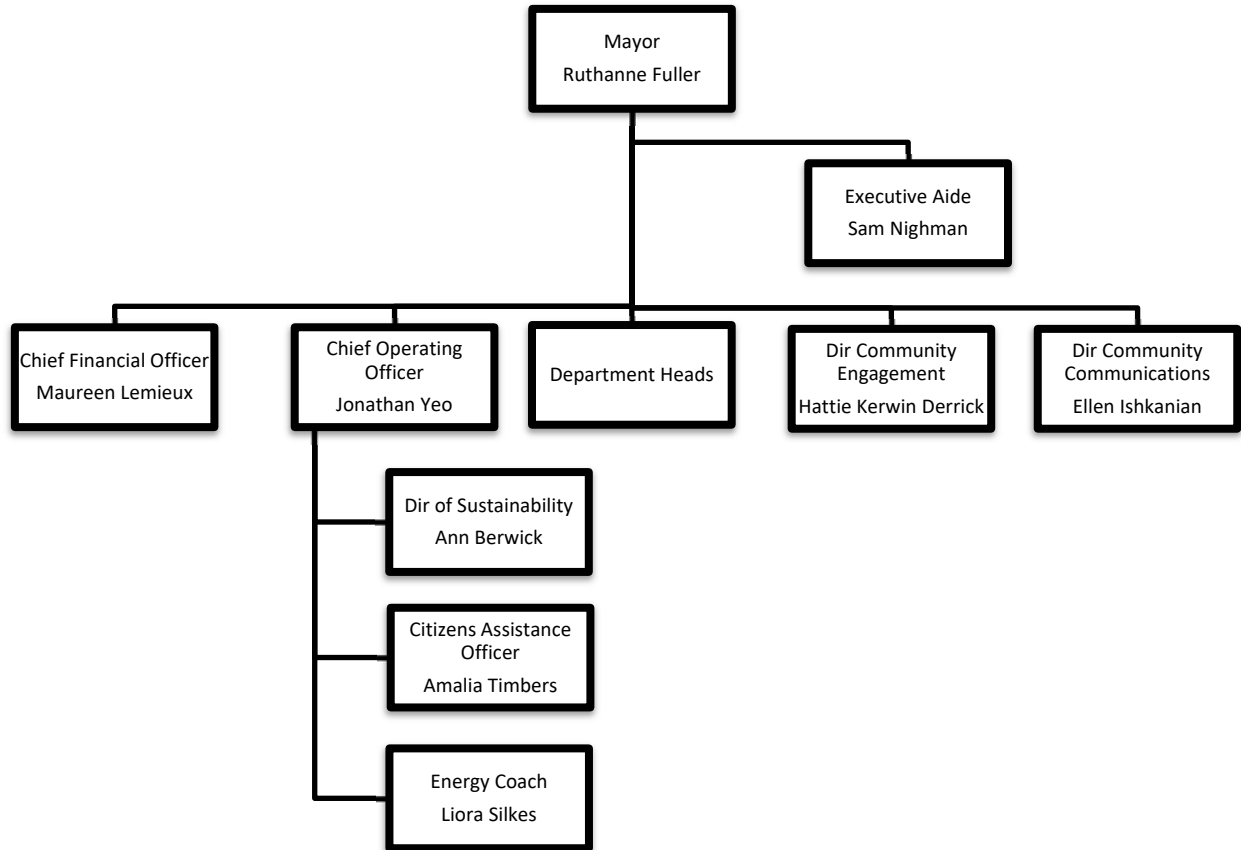 Mayor
Ruthanne Fuller
Executive Aide
Sam Nighman
Chief Financial Officer
Maureen Lemieux
Chief Operating
Officer
Jonathan Yeo
Department Heads
Dir Community
Engagement
Hattie Kerwin Derrick
Dir Community
Communications
Ellen Ishkanian
Dir of Sustainability
Ann Berwick
Citizens Assistance
Officer
Amalia Timbers
Energy Coach
Liora Silkes